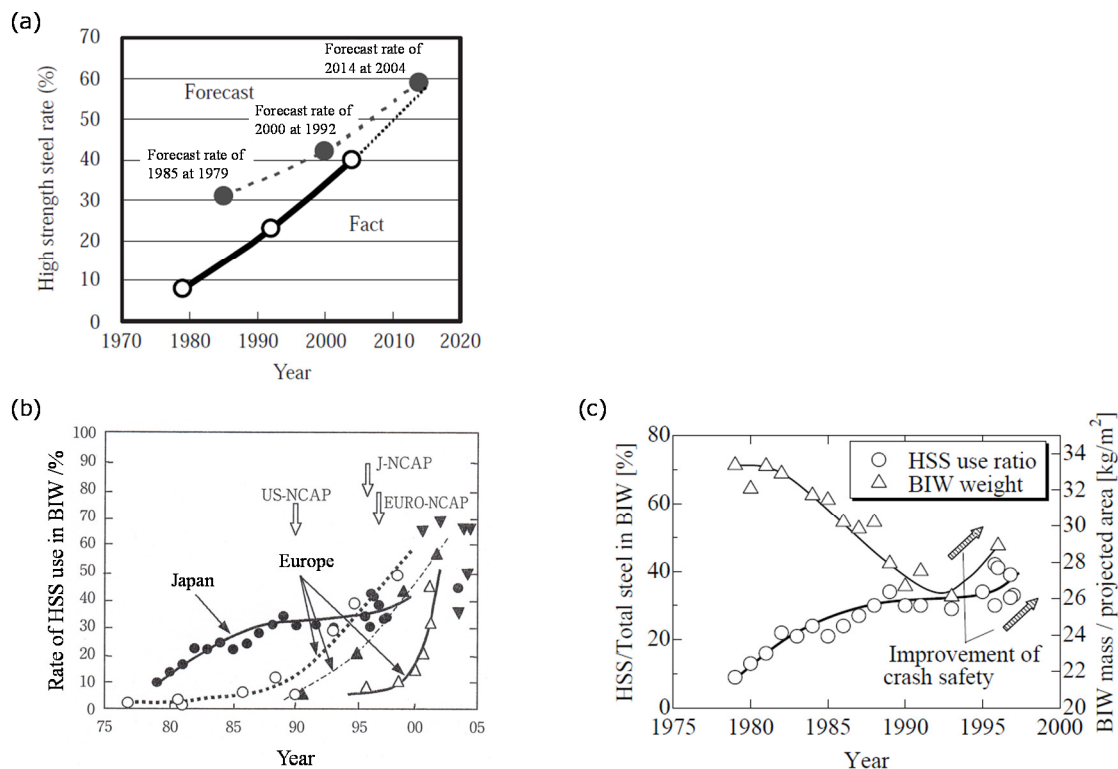 (a)
70
60
50
40
30
20
10
0
High strength steel rate (%)
Forecast rate of
2014 at 2004
Forecast
Forecast rate of
2000 at 1992
Forecast rate of
1985 at 1979
Fact
1970 1980 1990 2000 2010 2020
Year
(b)
100
90
80
70
60
50
40
30
20
10
0
Rate of HSS use in BIW /%
J-NCAP
US-NCAP
EURO-NCAP
Europe
Japan
75 80 85 90 95 00 05
Year
(c)
80
60
40
20
0
HSS/Total steel in BIW [%]
HSS use ratio
BIW weight
Improvement of
crash safety
34
32
30
28
26
24
22
20
BIW mass / projected area [kg/m²]
1975 1980 1985 1990 1995 2000
Year